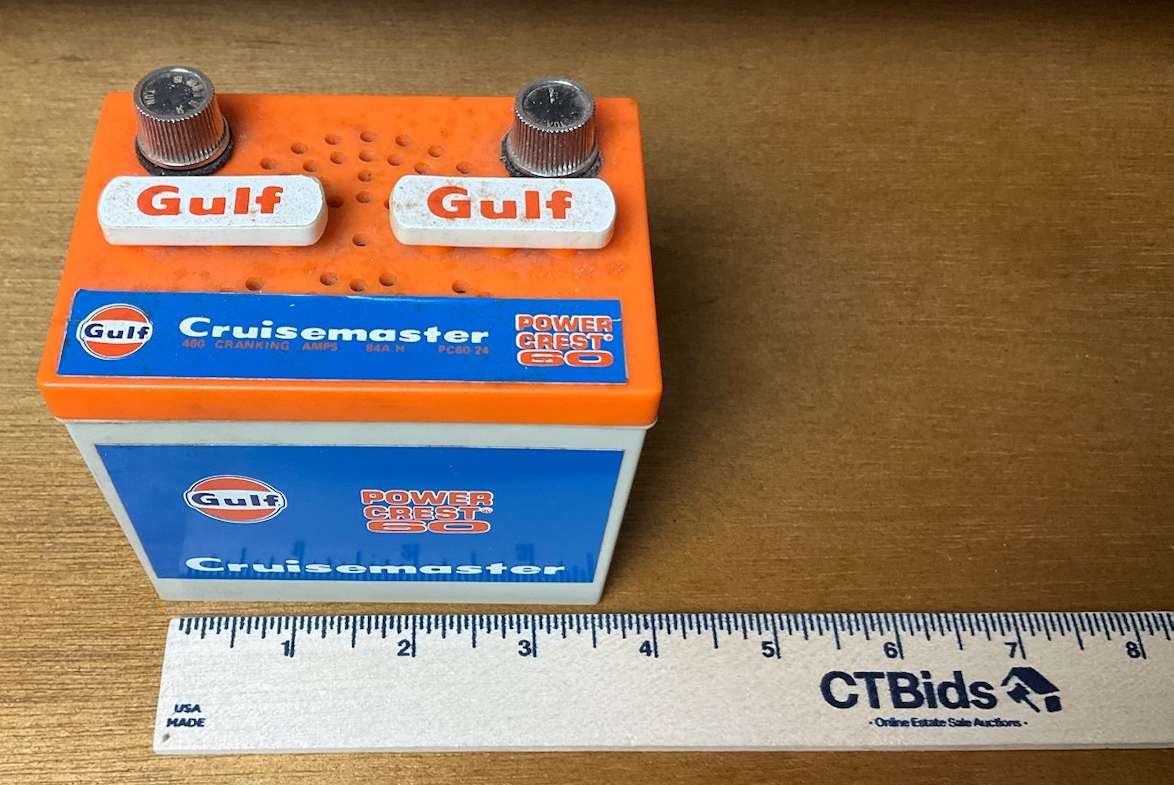 Gulf
Gulf
Gulf
Cruisemaster
460 CRANKING AMPS 84A.H PC60-24
POWER
CREST®
60
Gulf
POWER
CREST®
60
Cruisemaster
1 2 3 4 5 6 7 8
USA
MADE
CTBids
- Online Estate Sale Auctions -